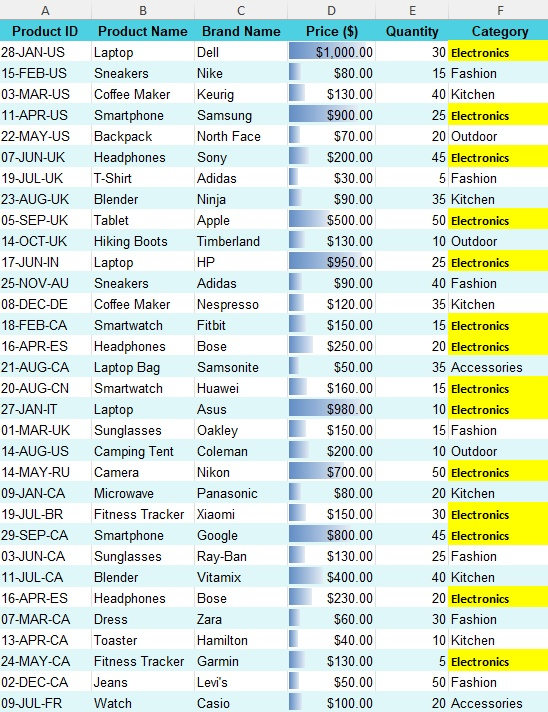 A B C D E F
Product ID Product Name Brand Name Price ($) Quantity Category
28-JAN-US Laptop Dell $1,000.00 30 Electronics
15-FEB-US Sneakers Nike $80.00 15 Fashion
03-MAR-US Coffee Maker Keurig $130.00 40 Kitchen
11-APR-US Smartphone Samsung $900.00 25 Electronics
22-MAY-US Backpack North Face $70.00 20 Outdoor
07-JUN-UK Headphones Sony $200.00 45 Electronics
19-JUL-UK T-Shirt Adidas $30.00 5 Fashion
23-AUG-UK Blender Ninja $90.00 35 Kitchen
05-SEP-UK Tablet Apple $500.00 50 Electronics
14-OCT-UK Hiking Boots Timberland $130.00 10 Outdoor
17-JUN-IN Laptop HP $950.00 25 Electronics
25-NOV-AU Sneakers Adidas $90.00 40 Fashion
08-DEC-DE Coffee Maker Nespresso $120.00 35 Kitchen
18-FEB-CA Smartwatch Fitbit $150.00 15 Electronics
16-APR-ES Headphones Bose $250.00 20 Electronics
21-AUG-CA Laptop Bag Samsonite $50.00 35 Accessories
20-AUG-CN Smartwatch Huawei $160.00 15 Electronics
27-JAN-IT Laptop Asus $980.00 10 Electronics
01-MAR-UK Sunglasses Oakley $150.00 15 Fashion
14-AUG-US Camping Tent Coleman $200.00 10 Outdoor
14-MAY-RU Camera Nikon $700.00 50 Electronics
09-JAN-CA Microwave Panasonic $80.00 20 Kitchen
19-JUL-BR Fitness Tracker Xiaomi $150.00 30 Electronics
29-SEP-CA Smartphone Google $800.00 45 Electronics
03-JUN-CA Sunglasses Ray-Ban $130.00 25 Fashion
11-JUL-CA Blender Vitamix $400.00 40 Kitchen
16-APR-ES Headphones Bose $230.00 20 Electronics
07-MAR-CA Dress Zara $60.00 30 Fashion
13-APR-CA Toaster Hamilton $40.00 10 Kitchen
24-MAY-CA Fitness Tracker Garmin $130.00 5 Electronics
02-DEC-CA Jeans Levi's $50.00 50 Fashion
09-JUL-FR Watch Casio $100.00 20 Accessories